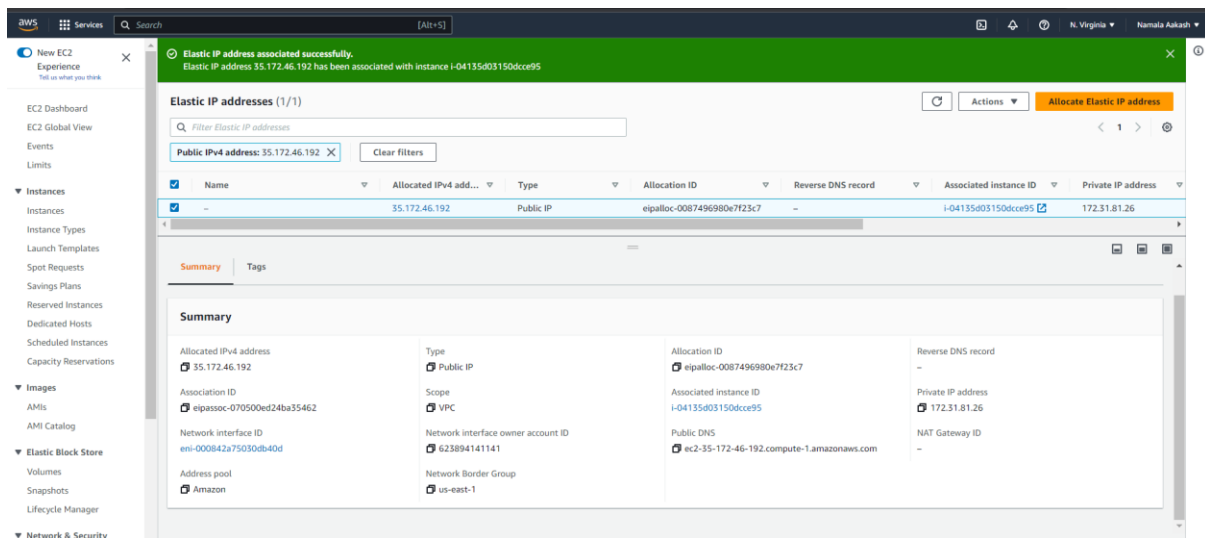 aws
Services
Search
[Alt+S]
N. Virginia
Namala Aakash
New EC2
Experience
Tell us what you think
EC2 Dashboard
EC2 Global View
Events
Limits
Instances
Instances
Instance Types
Launch Templates
Spot Requests
Savings Plans
Reserved Instances
Dedicated Hosts
Scheduled Instances
Capacity Reservations
Images
AMIs
AMI Catalog
Elastic Block Store
Volumes
Snapshots
Lifecycle Manager
Network & Security
Elastic IP address associated successfully.
Elastic IP address 35.172.46.192 has been associated with instance i-04135d03150dcce95
Elastic IP addresses (1/1)
Actions
Allocate Elastic IP address
Filter Elastic IP addresses
1
Public IPv4 address: 35.172.46.192
Clear filters
Name
Allocated IPv4 add...
Type
Allocation ID
Reverse DNS record
Associated instance ID
Private IP address
–
35.172.46.192
Public IP
eipalloc-0087496980e7f23c7
–
i-04135d03150dcce95
172.31.81.26
Summary
Tags
Summary
Allocated IPv4 address
35.172.46.192
Type
Public IP
Allocation ID
eipalloc-0087496980e7f23c7
Reverse DNS record
–
Association ID
eipassoc-070500ed24ba35462
Scope
VPC
Associated instance ID
i-04135d03150dcce95
Private IP address
172.31.81.26
Network interface ID
eni-000842a75030db40d
Network interface owner account ID
623894141141
Public DNS
ec2-35-172-46-192.compute-1.amazonaws.com
NAT Gateway ID
–
Address pool
Amazon
Network Border Group
us-east-1